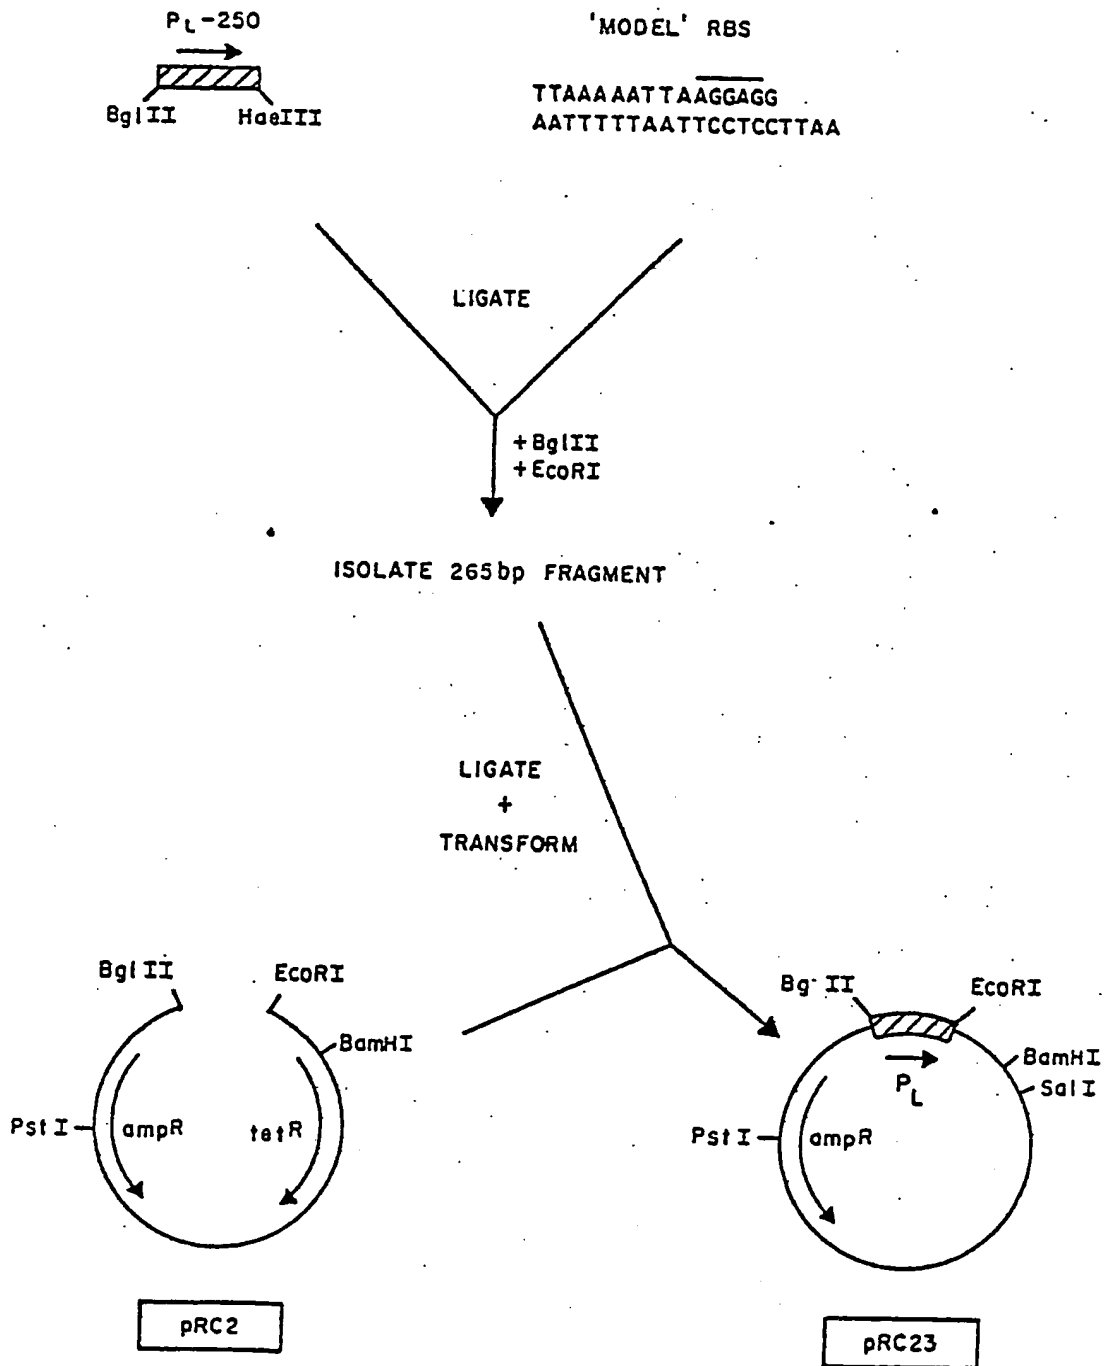 PL-250
'MODEL' RBS
BglII
HaeIII
TTAAAAATTAAGGAGG
AATTTTTAATTCCTCCTTAA
LIGATE
+BglII
+EcoRI
ISOLATE 265bp FRAGMENT
LIGATE
+
TRANSFORM
BglII
EcoRI
BamHI
PstI
ampR
tetR
pRC2
Bg II
EcoRI
BamHI
SalI
PL
PstI
ampR
pRC23